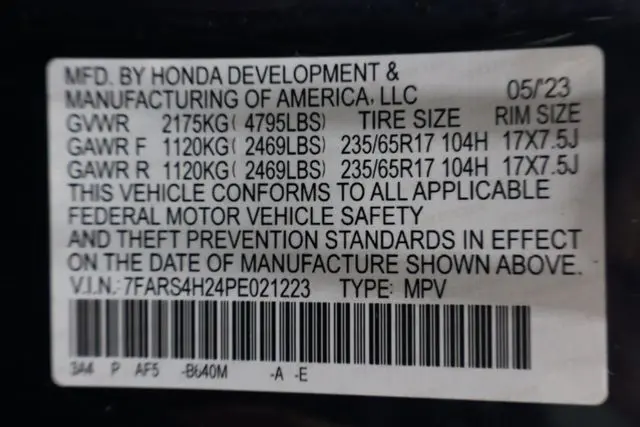 MFD. BY HONDA DEVELOPMENT &
MANUFACTURING OF AMERICA, LLC 05/'23
GVWR 2175KG( 4795LBS) TIRE SIZE RIM SIZE
GAWR F 1120KG( 2469LBS) 235/65R17 104H 17X7.5J
GAWR R 1120KG( 2469LBS) 235/65R17 104H 17X7.5J
THIS VEHICLE CONFORMS TO ALL APPLICABLE
FEDERAL MOTOR VEHICLE SAFETY
AND THEFT PREVENTION STANDARDS IN EFFECT
ON THE DATE OF MANUFACTURE SHOWN ABOVE.
V.I.N.:7FARS4H24PE021223 TYPE: MPV
3A4 P AF5 -B640M -A -E